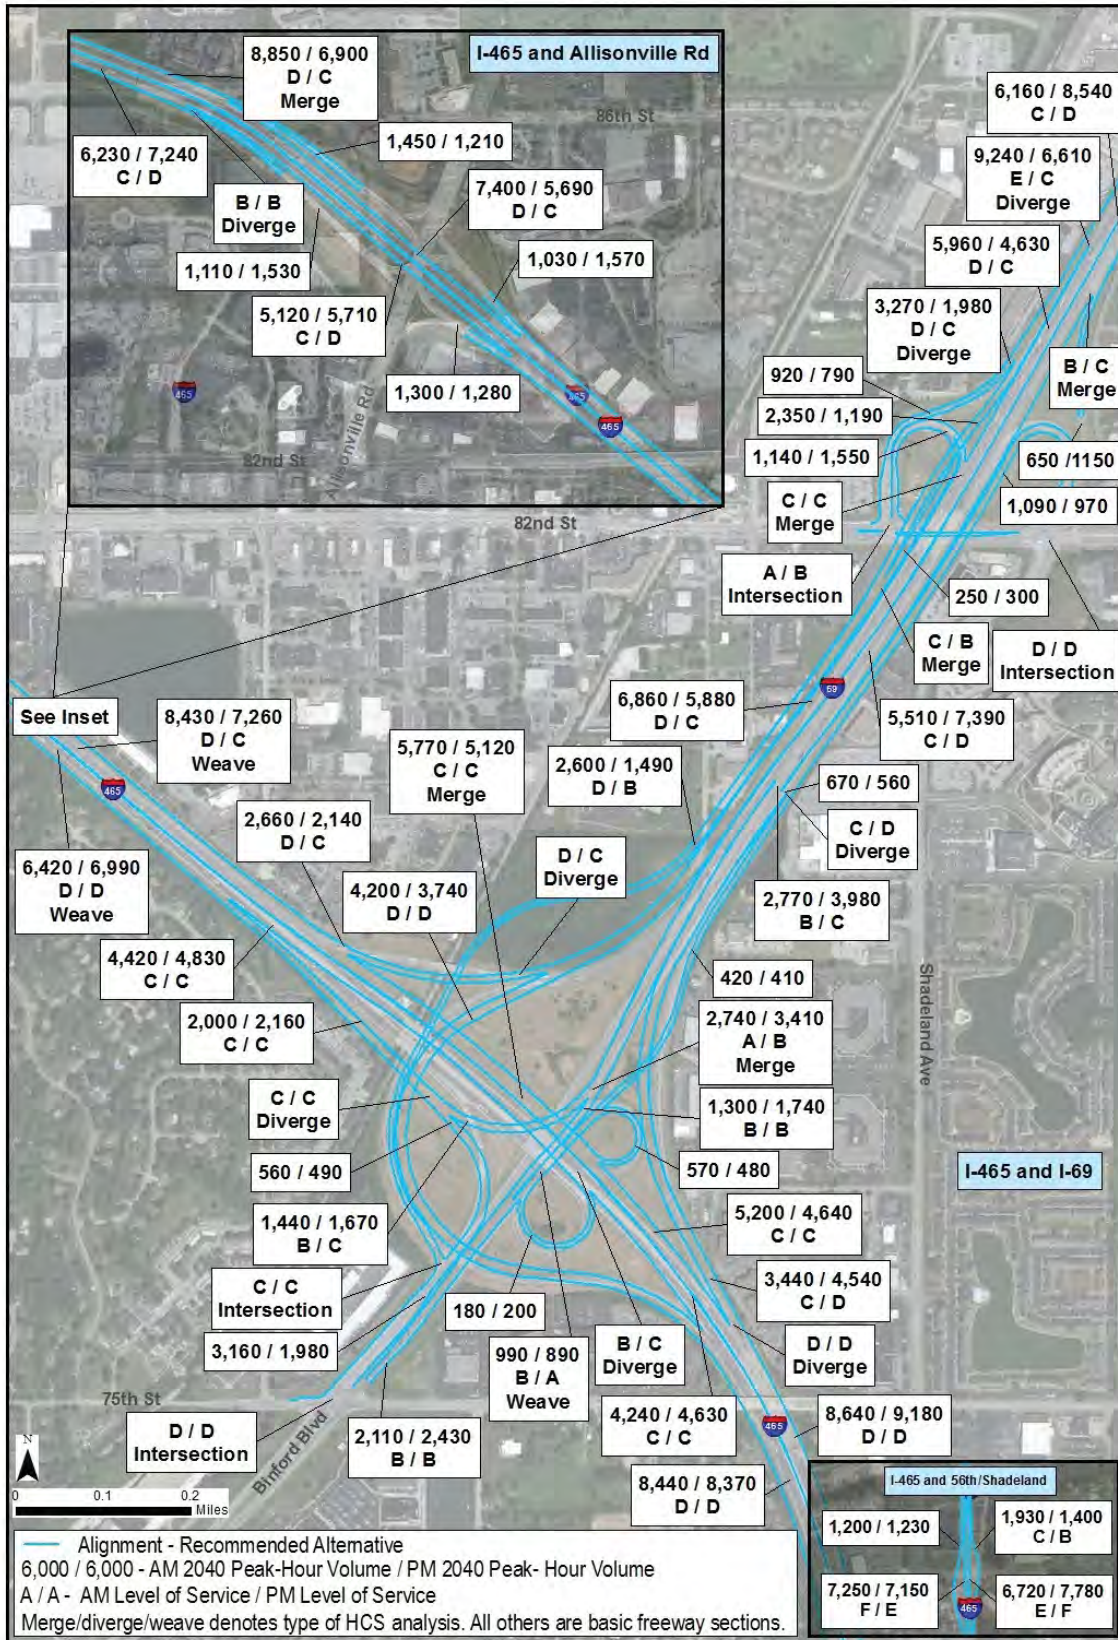 I-465 and Allisonville Rd
8,850 / 6,900
D / C
Merge
86th St
1,450 / 1,210
6,230 / 7,240
C / D
B / B
Diverge
7,400 / 5,690
D / C
1,110 / 1,530
1,030 / 1,570
5,120 / 5,710
C / D
1,300 / 1,280
465
465
465
Allisonville Rd
82nd St
6,160 / 8,540
C / D
9,240 / 6,610
E / C
Diverge
5,960 / 4,630
D / C
3,270 / 1,980
D / C
Diverge
B / C
Merge
920 / 790
2,350 / 1,190
1,140 / 1,550
650 /1150
1,090 / 970
C / C
Merge
82nd St
A / B
Intersection
250 / 300
C / B
Merge
D / D
Intersection
69
6,860 / 5,880
D / C
5,510 / 7,390
C / D
See Inset
8,430 / 7,260
D / C
Weave
5,770 / 5,120
C / C
Merge
2,600 / 1,490
D / B
670 / 560
465
2,660 / 2,140
D / C
C / D
Diverge
6,420 / 6,990
D / D
Weave
4,200 / 3,740
D / D
D / C
Diverge
2,770 / 3,980
B / C
4,420 / 4,830
C / C
420 / 410
Shadeland Ave
2,000 / 2,160
C / C
2,740 / 3,410
A / B
Merge
C / C
Diverge
1,300 / 1,740
B / B
560 / 490
570 / 480
I-465 and I-69
1,440 / 1,670
B / C
5,200 / 4,640
C / C
C / C
Intersection
3,440 / 4,540
C / D
180 / 200
3,160 / 1,980
990 / 890
B / A
Weave
B / C
Diverge
D / D
Diverge
75th St
D / D
Intersection
Binford Blvd
2,110 / 2,430
B / B
4,240 / 4,630
C / C
465
8,640 / 9,180
D / D
8,440 / 8,370
D / D
N
0 0.1 0.2
Miles
I-465 and 56th/Shadeland
1,200 / 1,230
1,930 / 1,400
C / B
7,250 / 7,150
F / E
6,720 / 7,780
E / F
465
Alignment - Recommended Alternative
6,000 / 6,000 - AM 2040 Peak-Hour Volume / PM 2040 Peak- Hour Volume
A / A - AM Level of Service / PM Level of Service
Merge/diverge/weave denotes type of HCS analysis. All others are basic freeway sections.